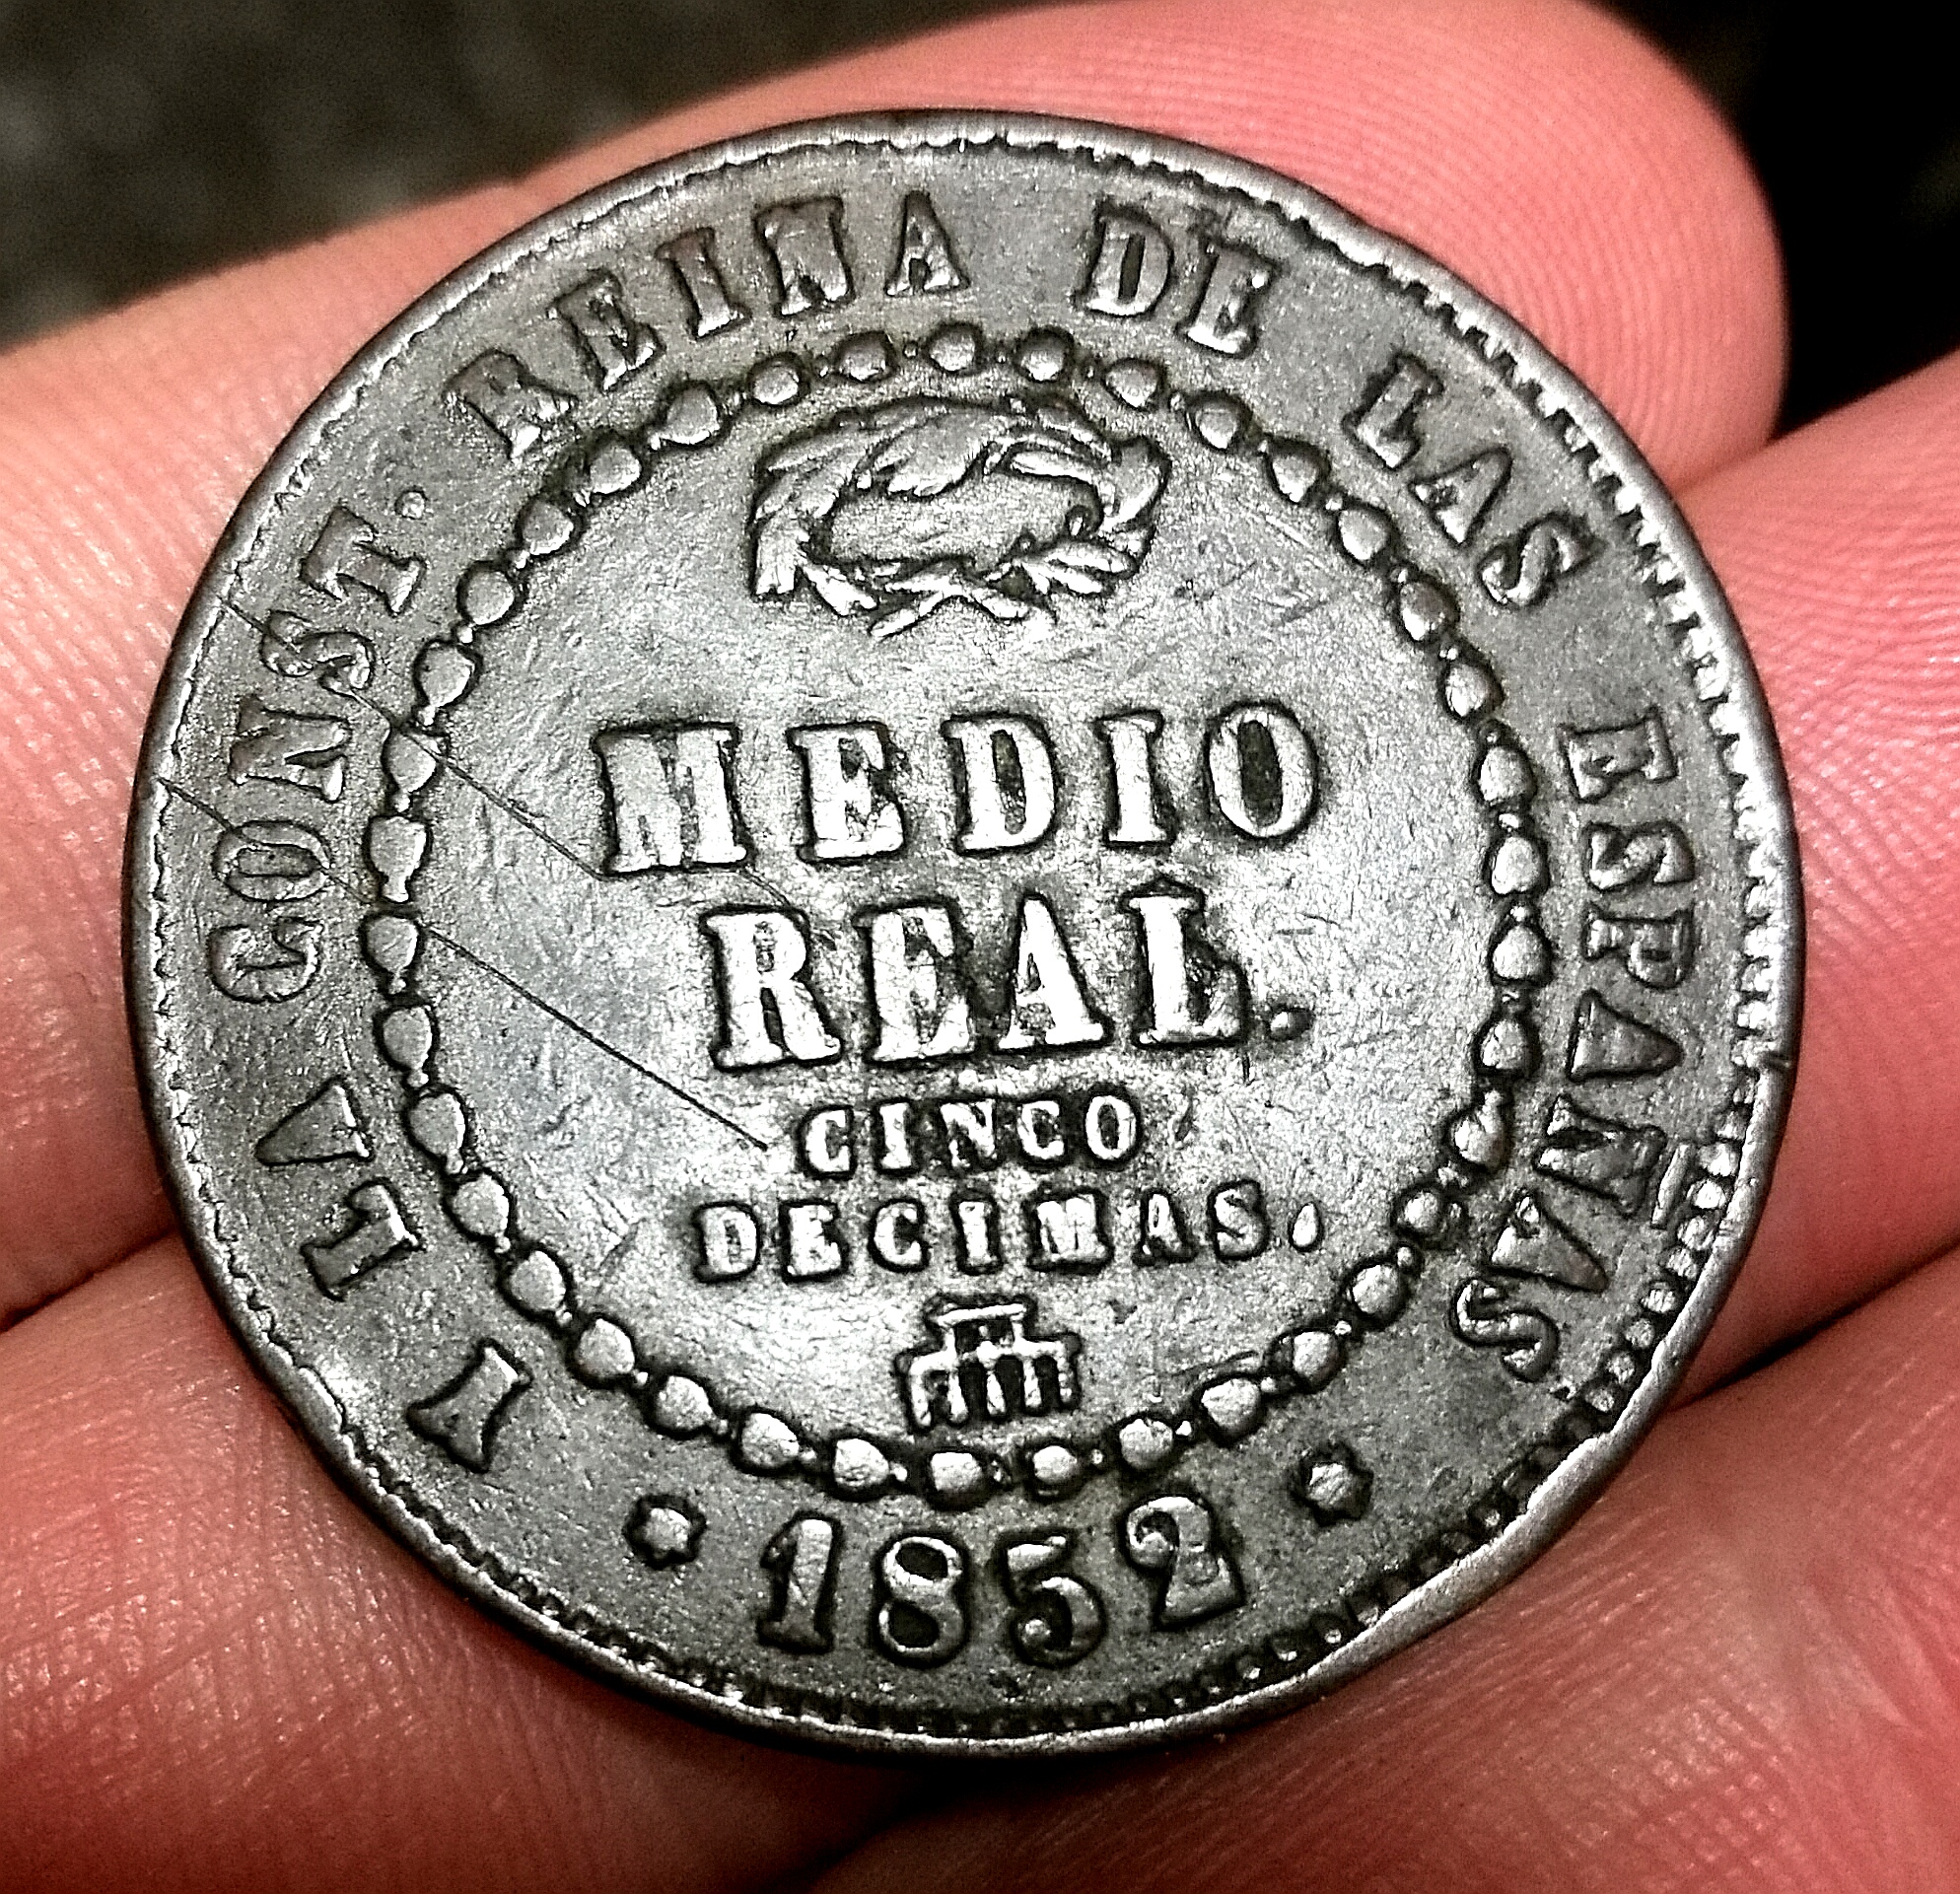 Y LA CONST. REINA DE LAS ESPAÑAS
MEDIO
REAL.
CINCO
DECIMAS.
1852